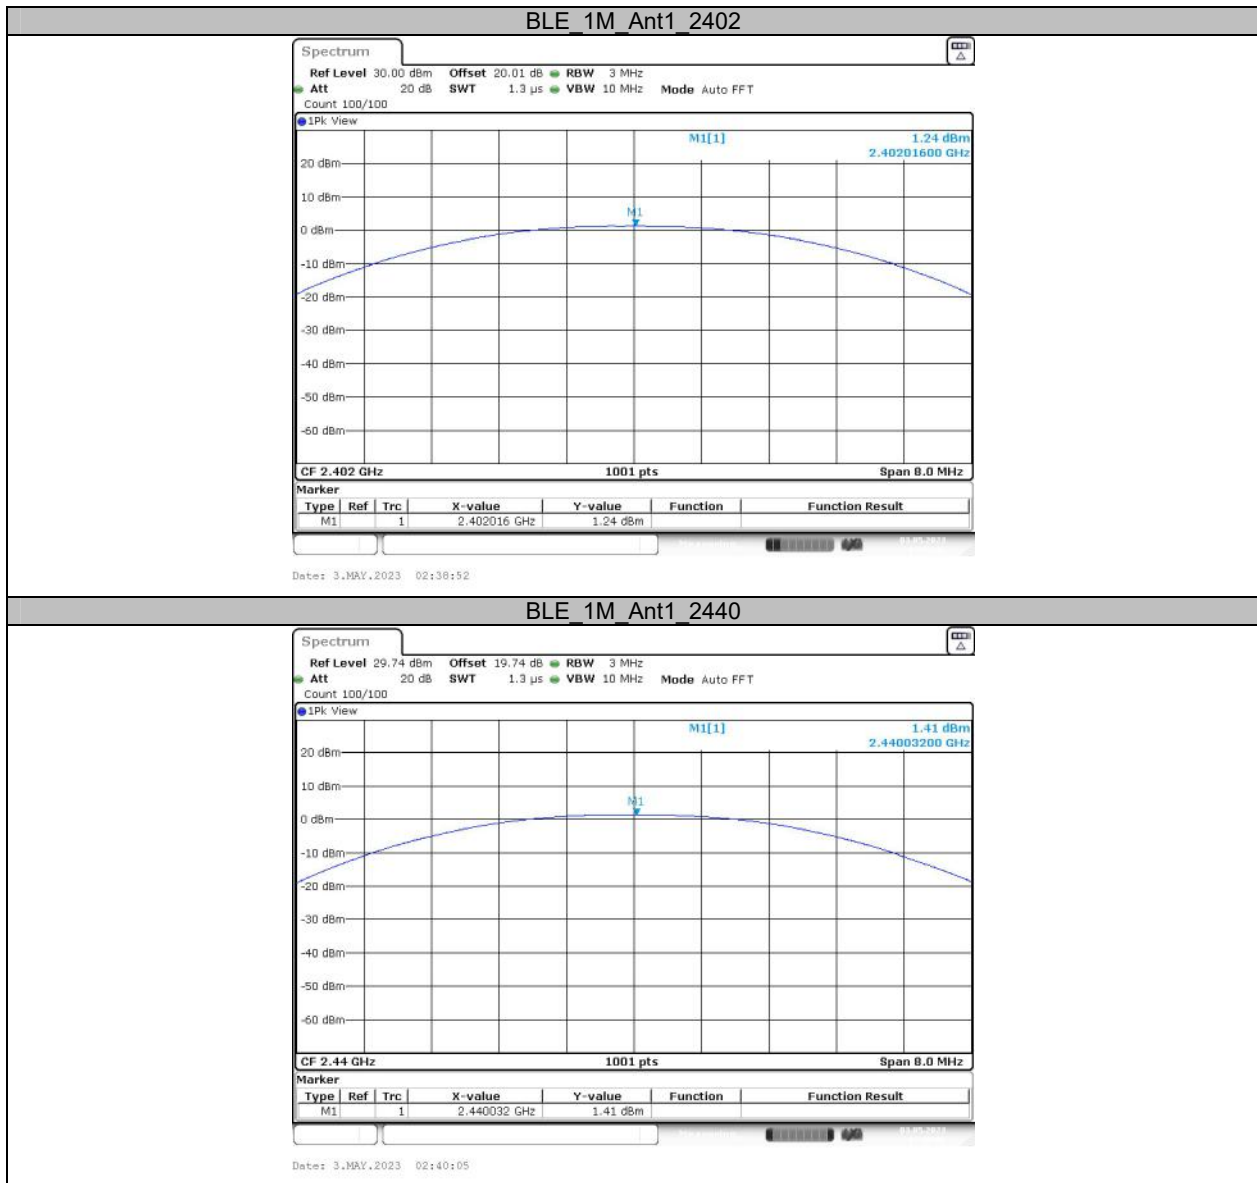 BLE_1M_Ant1_2402
Spectrum
Ref Level 30.00 dBm Offset 20.01 dB RBW 3 MHz
Att 20 dB SWT 1.3 µs VBW 10 MHz Mode Auto FFT
Count 100/100
1Pk View
M1[1] 1.24 dBm
2.40201600 GHz
20 dBm
10 dBm
M1
0 dBm
-10 dBm
-20 dBm
-30 dBm
-40 dBm
-50 dBm
-60 dBm
CF 2.402 GHz 1001 pts Span 8.0 MHz
Marker
Type Ref Trc X-value Y-value Function Function Result
M1 1 2.402016 GHz 1.24 dBm
Date: 3.MAY.2023 02:38:52
BLE_1M_Ant1_2440
Spectrum
Ref Level 29.74 dBm Offset 19.74 dB RBW 3 MHz
Att 20 dB SWT 1.3 µs VBW 10 MHz Mode Auto FFT
Count 100/100
1Pk View
M1[1] 1.41 dBm
2.44003200 GHz
20 dBm
10 dBm
M1
0 dBm
-10 dBm
-20 dBm
-30 dBm
-40 dBm
-50 dBm
-60 dBm
CF 2.44 GHz 1001 pts Span 8.0 MHz
Marker
Type Ref Trc X-value Y-value Function Function Result
M1 1 2.440032 GHz 1.41 dBm
Date: 3.MAY.2023 02:40:05